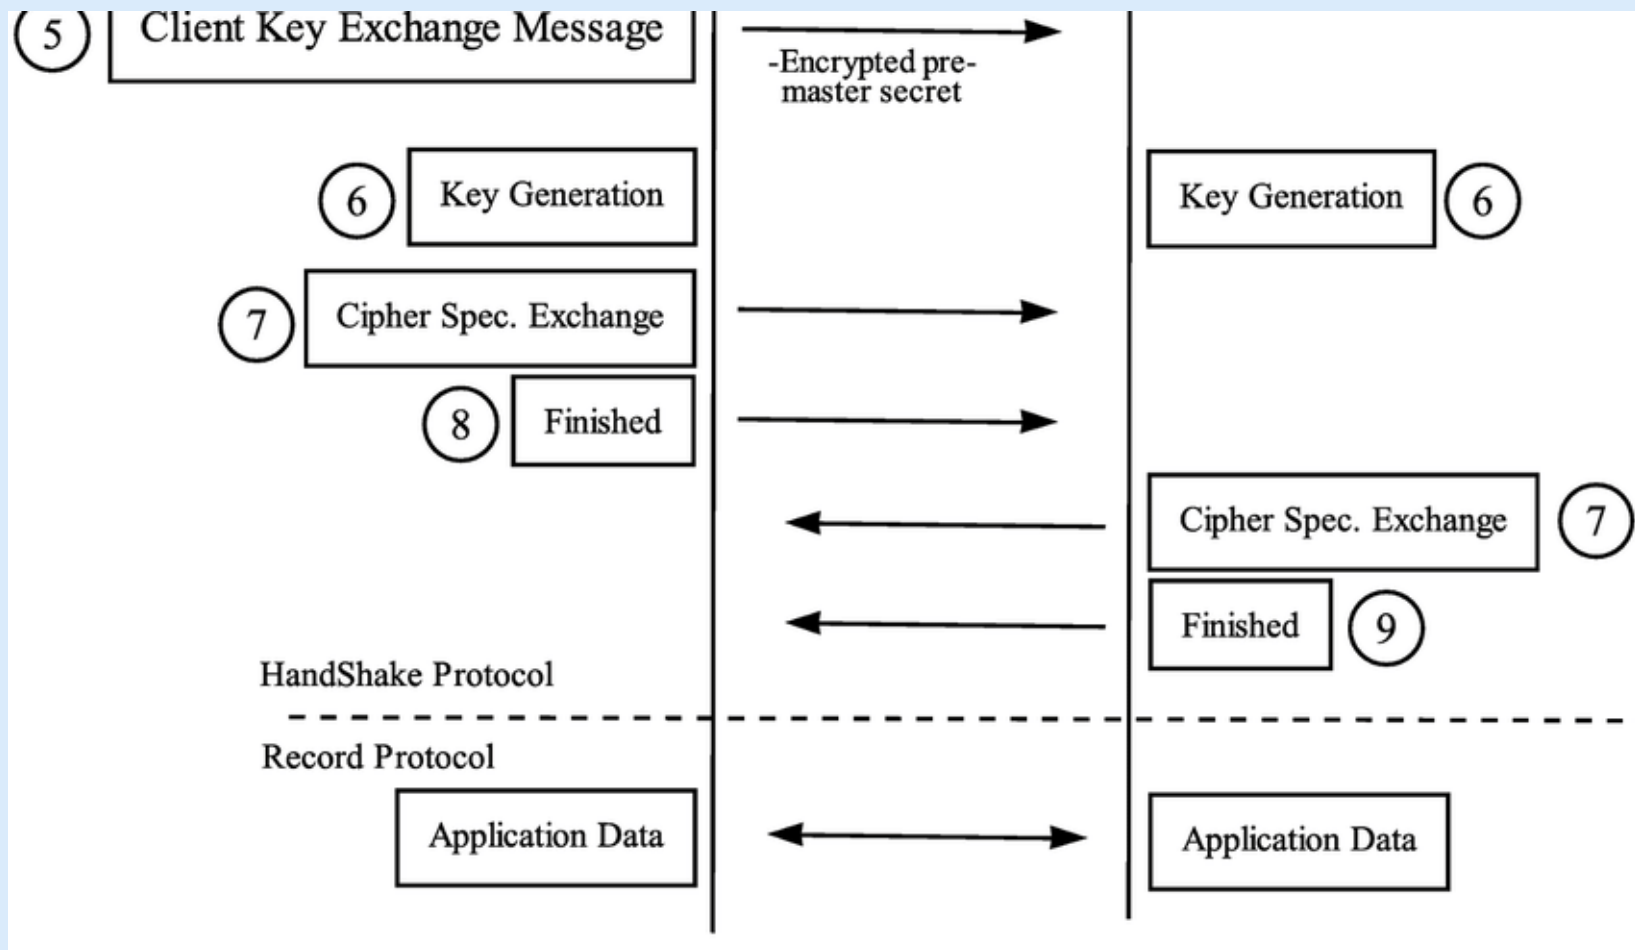 5 Client Key Exchange Message
-Encrypted pre-
master secret
6 Key Generation
Key Generation 6
7 Cipher Spec. Exchange
8 Finished
Cipher Spec. Exchange 7
Finished 9
HandShake Protocol
Record Protocol
Application Data
Application Data